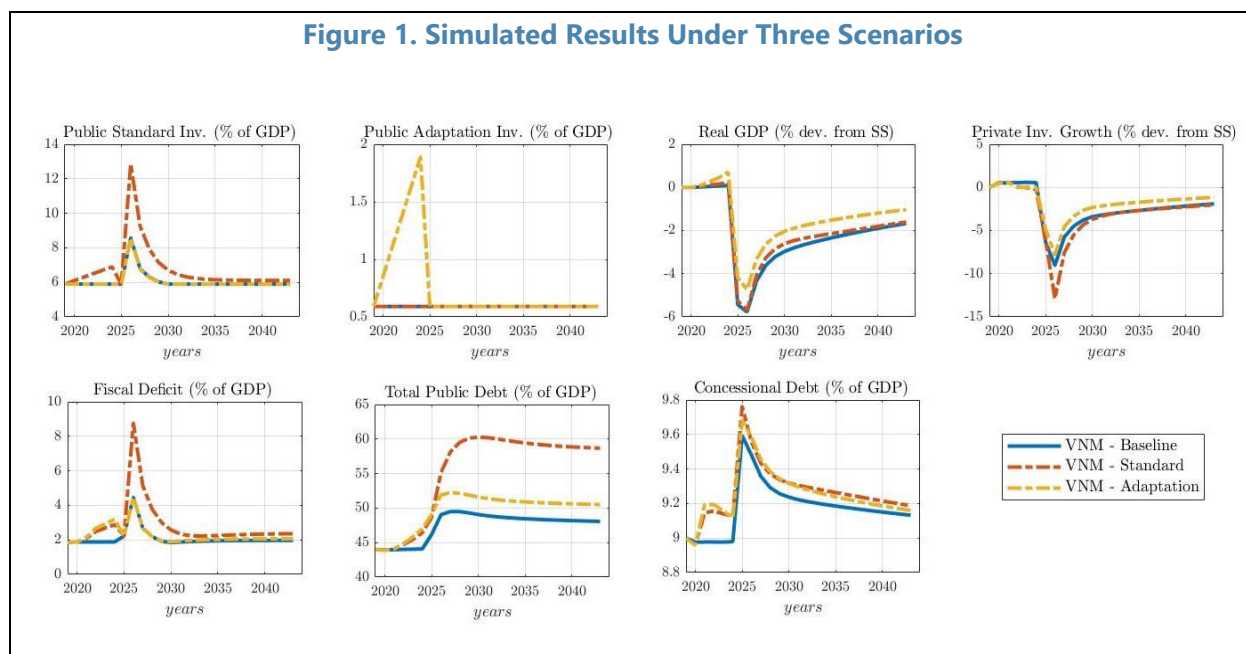 Figure 1. Simulated Results Under Three Scenarios
Public Standard Inv. (% of GDP)
14
12
10
8
6
4
2020 2025 2030 2035 2040
years
Public Adaptation Inv. (% of GDP)
2
1.5
1
0.5
2020 2025 2030 2035 2040
years
Real GDP (% dev. from SS)
2
0
-2
-4
-6
2020 2025 2030 2035 2040
years
Private Inv. Growth (% dev. from SS)
5
0
-5
-10
-15
2020 2025 2030 2035 2040
years
Fiscal Deficit (% of GDP)
10
8
6
4
2
0
2020 2025 2030 2035 2040
years
Total Public Debt (% of GDP)
65
60
55
50
45
40
2020 2025 2030 2035 2040
years
Concessional Debt (% of GDP)
9.8
9.6
9.4
9.2
9
8.8
2020 2025 2030 2035 2040
years
VNM - Baseline
VNM - Standard
VNM - Adaptation